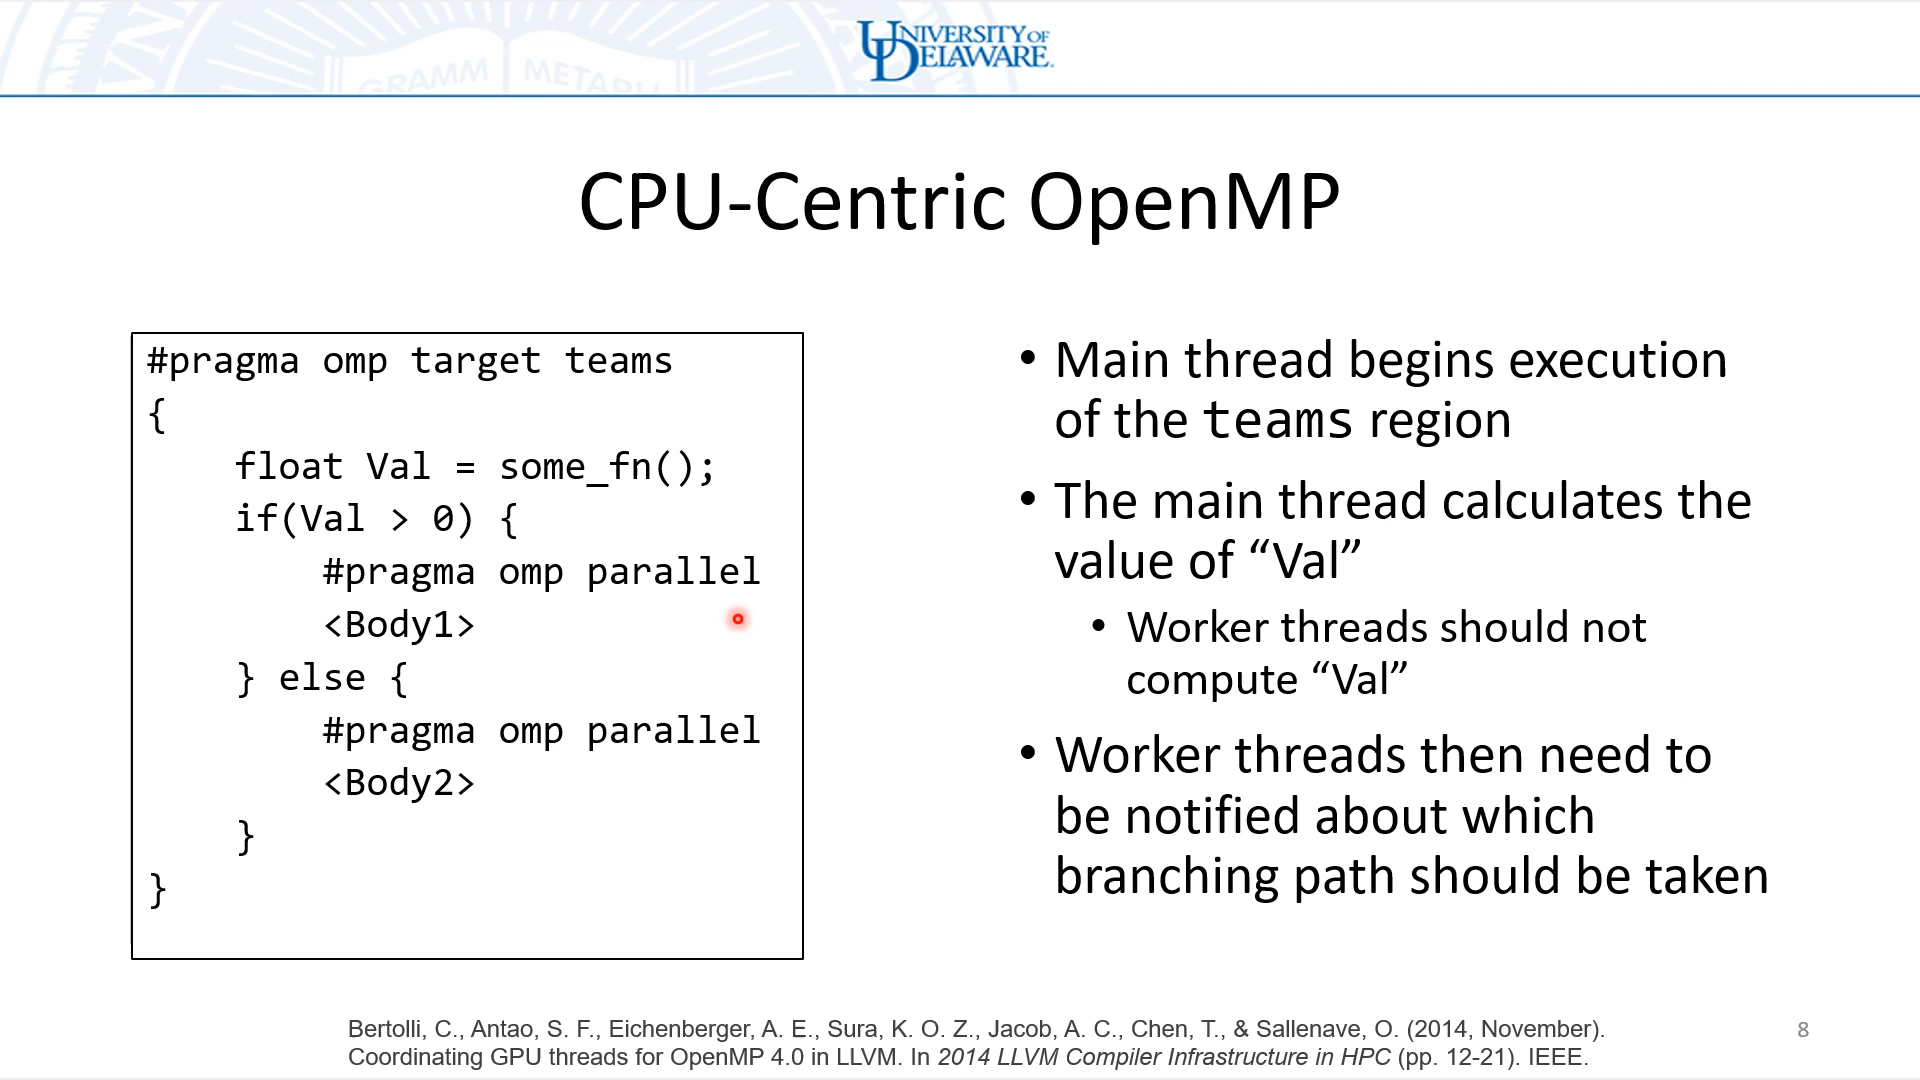 GRAMM METAPH
UNIVERSITY OF
DELAWARE.
CPU-Centric OpenMP
#pragma omp target teams
{
    float Val = some_fn();
    if(Val > 0) {
        #pragma omp parallel
        <Body1>
    } else {
        #pragma omp parallel
        <Body2>
    }
}
• Main thread begins execution
of the teams region
• The main thread calculates the
value of “Val”
• Worker threads should not
compute “Val”
• Worker threads then need to
be notified about which
branching path should be taken
Bertolli, C., Antao, S. F., Eichenberger, A. E., Sura, K. O. Z., Jacob, A. C., Chen, T., & Sallenave, O. (2014, November).
Coordinating GPU threads for OpenMP 4.0 in LLVM. In 2014 LLVM Compiler Infrastructure in HPC (pp. 12-21). IEEE.
8